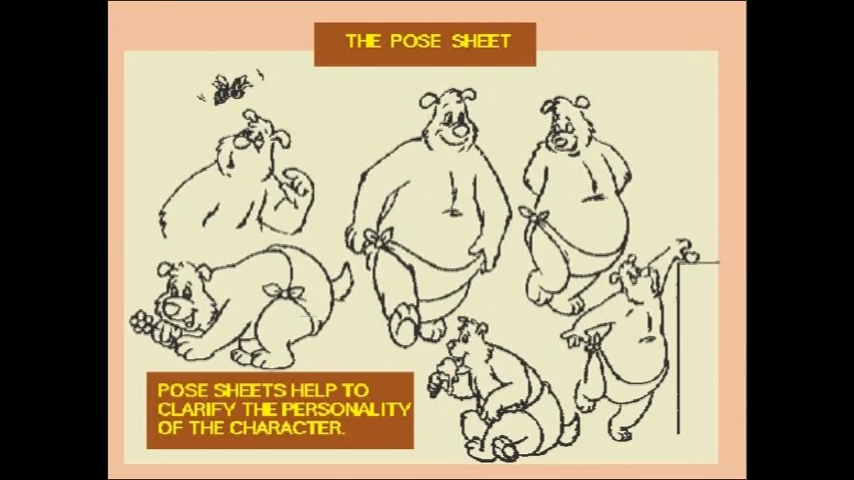 THE POSE SHEET
POSE SHEETS HELP TO
CLARIFY THE PERSONALITY
OF THE CHARACTER.